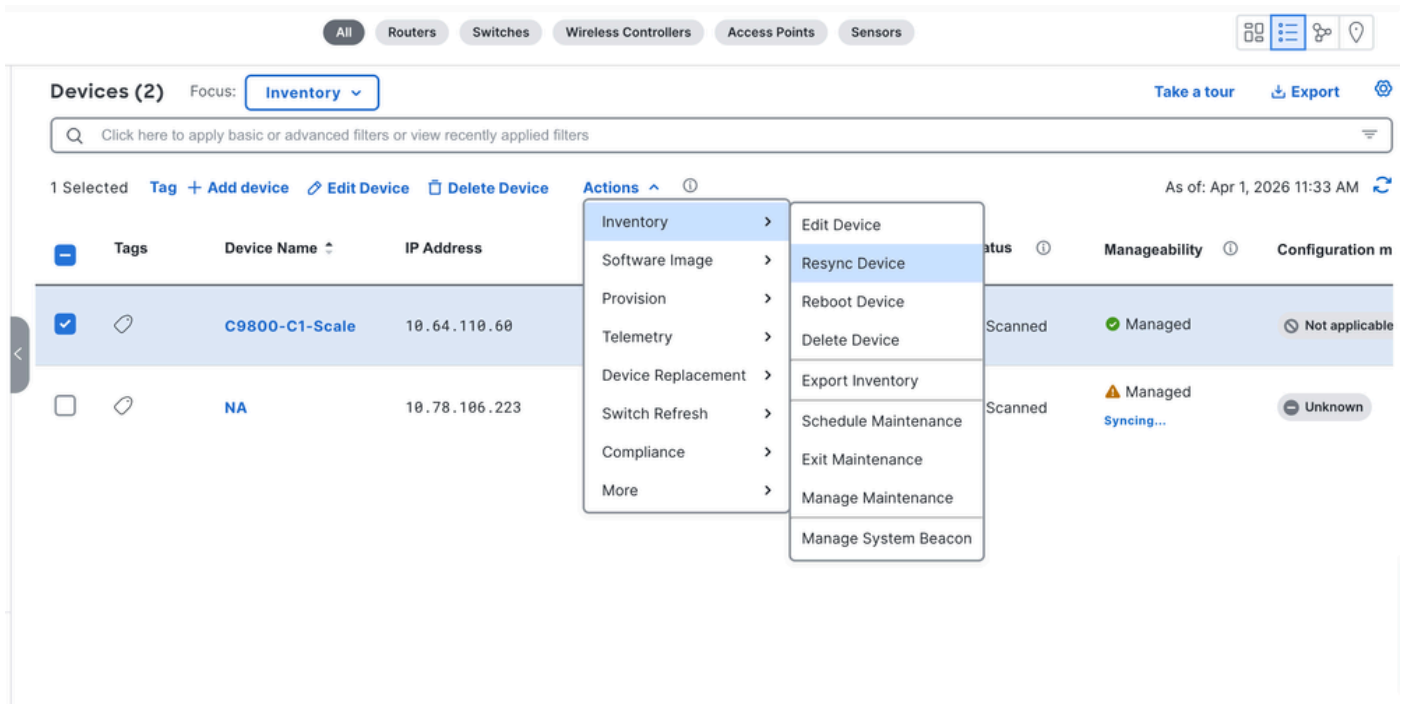 All Routers Switches Wireless Controllers Access Points Sensors
Devices (2) Focus: Inventory Take a tour Export
Click here to apply basic or advanced filters or view recently applied filters
1 Selected Tag + Add device Edit Device Delete Device Actions As of: Apr 1, 2026 11:33 AM
Tags Device Name IP Address atus Manageability Configuration m
C9800-C1-Scale 10.64.110.60 Scanned Managed Not applicable
NA 10.78.106.223 Scanned Managed Unknown
Syncing...
Inventory
Software Image
Provision
Telemetry
Device Replacement
Switch Refresh
Compliance
More
Edit Device
Resync Device
Reboot Device
Delete Device
Export Inventory
Schedule Maintenance
Exit Maintenance
Manage Maintenance
Manage System Beacon